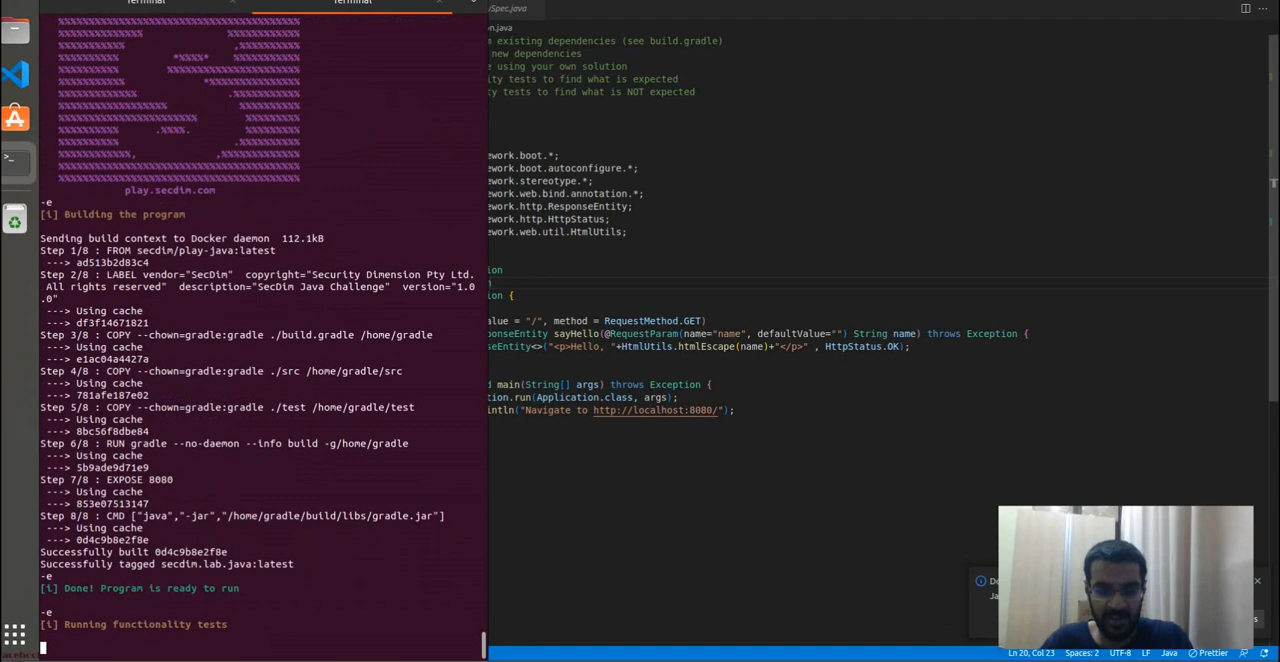 Terminal
Terminal
play.secdim.com
-e
[i] Building the program
Sending build context to Docker daemon  112.1kB
Step 1/8 : FROM secdim/play-java:latest
---> ad513b2d83c4
Step 2/8 : LABEL vendor="SecDim"  copyright="Security Dimension Pty Ltd.
All rights reserved"  description="SecDim Java Challenge"  version="1.0
.0"
---> Using cache
---> df3f14671821
Step 3/8 : COPY --chown=gradle:gradle ./build.gradle /home/gradle
---> Using cache
---> e1ac04a4427a
Step 4/8 : COPY --chown=gradle:gradle ./src /home/gradle/src
---> Using cache
---> 781afe187e02
Step 5/8 : COPY --chown=gradle:gradle ./test /home/gradle/test
---> Using cache
---> 8bc56f8dbe84
Step 6/8 : RUN gradle --no-daemon --info build -g/home/gradle
---> Using cache
---> 5b9ade9d71e9
Step 7/8 : EXPOSE 8080
---> Using cache
---> 853e07513147
Step 8/8 : CMD ["java","-jar","/home/gradle/build/libs/gradle.jar"]
---> Using cache
---> 0d4c9b8e2f8e
Successfully built 0d4c9b8e2f8e
Successfully tagged secdim.lab.java:latest
-e
[i] Done! Program is ready to run
-e
[i] Running functionality tests
ySpec.java
on.java
m existing dependencies (see build.gradle)
new dependencies
e using your own solution
ity tests to find what is expected
ty tests to find what is NOT expected
ework.boot.*;
ework.boot.autoconfigure.*;
ework.stereotype.*;
ework.web.bind.annotation.*;
ework.http.ResponseEntity;
ework.http.HttpStatus;
ework.web.util.HtmlUtils;
ion
n
ion {
alue = "/", method = RequestMethod.GET)
sponseEntity sayHello(@RequestParam(name="name", defaultValue="") String name) throws Exception {
seEntity<>("<p>Hello, "+HtmlUtils.htmlEscape(name)+"</p>" , HttpStatus.OK);
d main(String[] args) throws Exception {
tion.run(Application.class, args);
intln("Navigate to http://localhost:8080/");
Ln 20, Col 23 Spaces: 2 UTF-8 LF Java Prettier